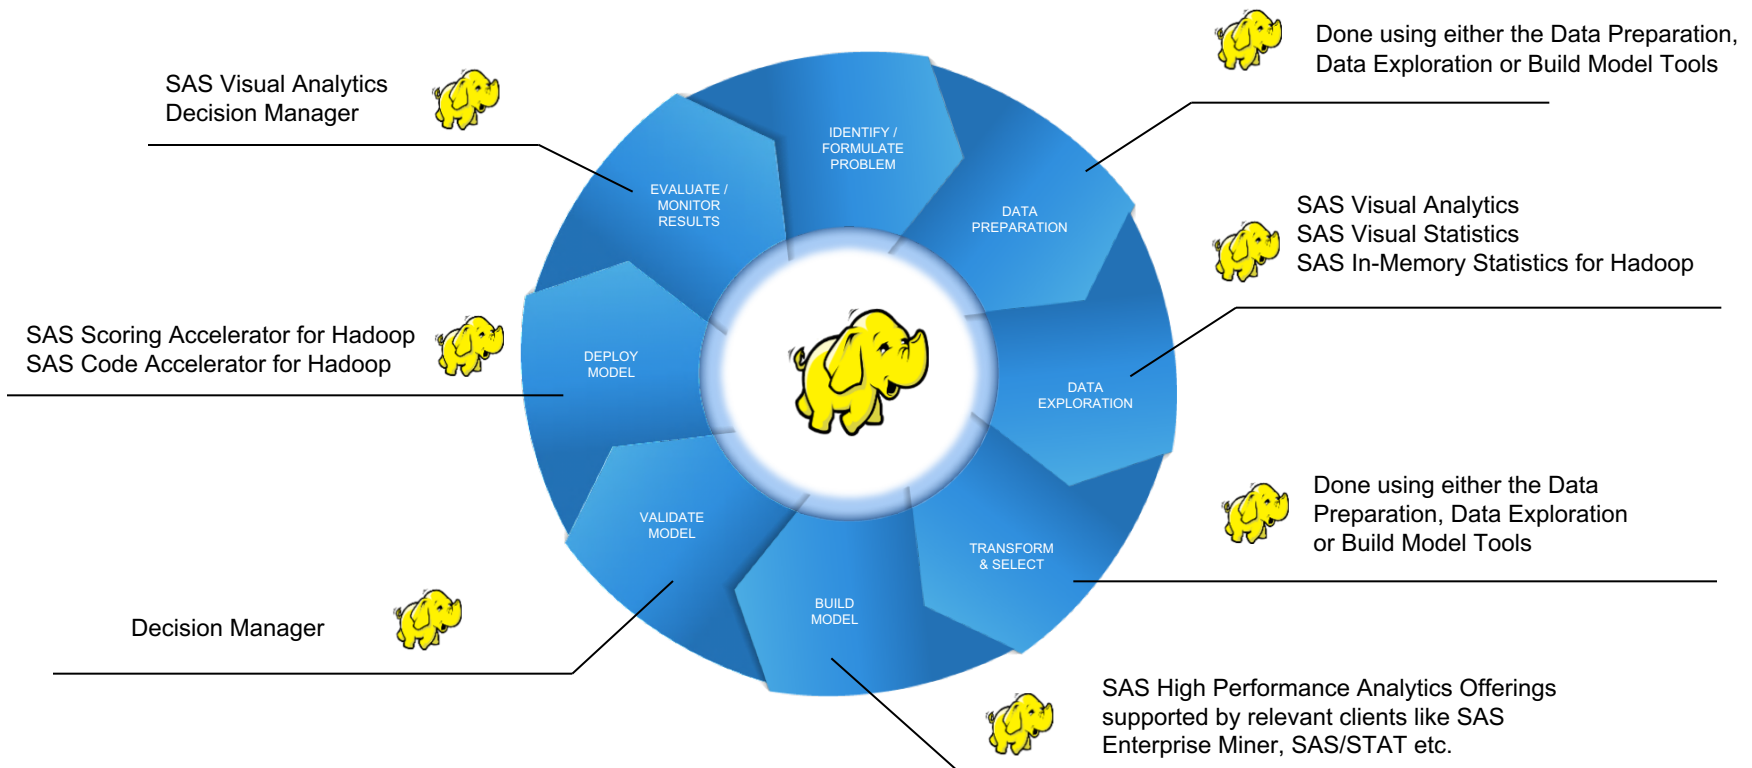 SAS Visual Analytics
Decision Manager
Done using either the Data Preparation,
Data Exploration or Build Model Tools
IDENTIFY /
FORMULATE
PROBLEM
EVALUATE /
MONITOR
RESULTS
DATA
PREPARATION
SAS Visual Analytics
SAS Visual Statistics
SAS In-Memory Statistics for Hadoop
SAS Scoring Accelerator for Hadoop
SAS Code Accelerator for Hadoop
DEPLOY
MODEL
DATA
EXPLORATION
Done using either the Data
Preparation, Data Exploration
or Build Model Tools
VALIDATE
MODEL
TRANSFORM
& SELECT
BUILD
MODEL
Decision Manager
SAS High Performance Analytics Offerings
supported by relevant clients like SAS
Enterprise Miner, SAS/STAT etc.